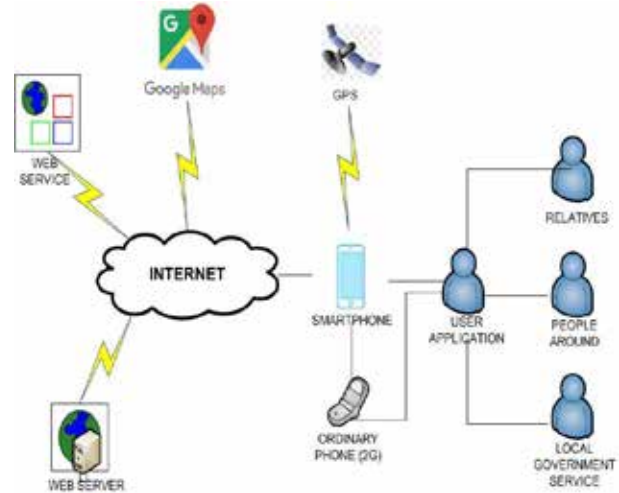 G
Google Maps
GPS
WEB
SERVICE
RELATIVES
INTERNET
SMARTPHONE
USER
APPLICATION
PEOPLE
AROUND
ORDINARY
PHONE (2G)
LOCAL
GOVERNMENT
SERVICE
WEB SERVER